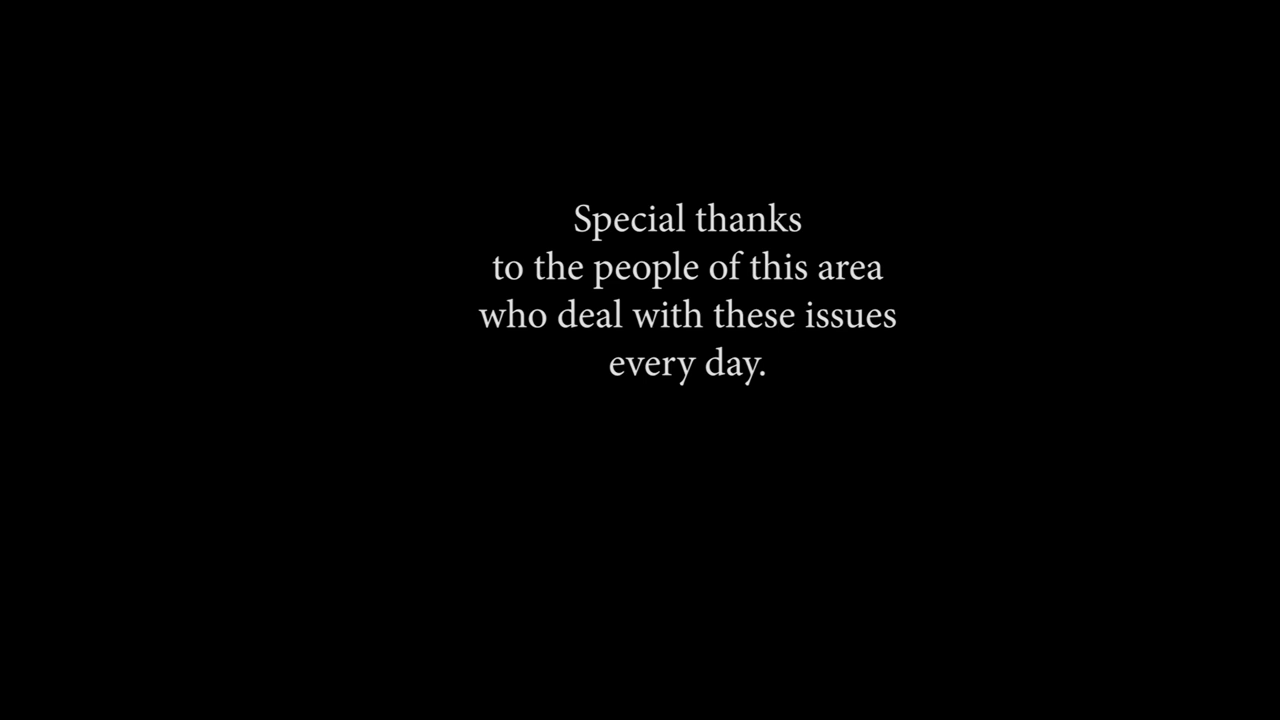 Special thanks
to the people of this area
who deal with these issues
every day.